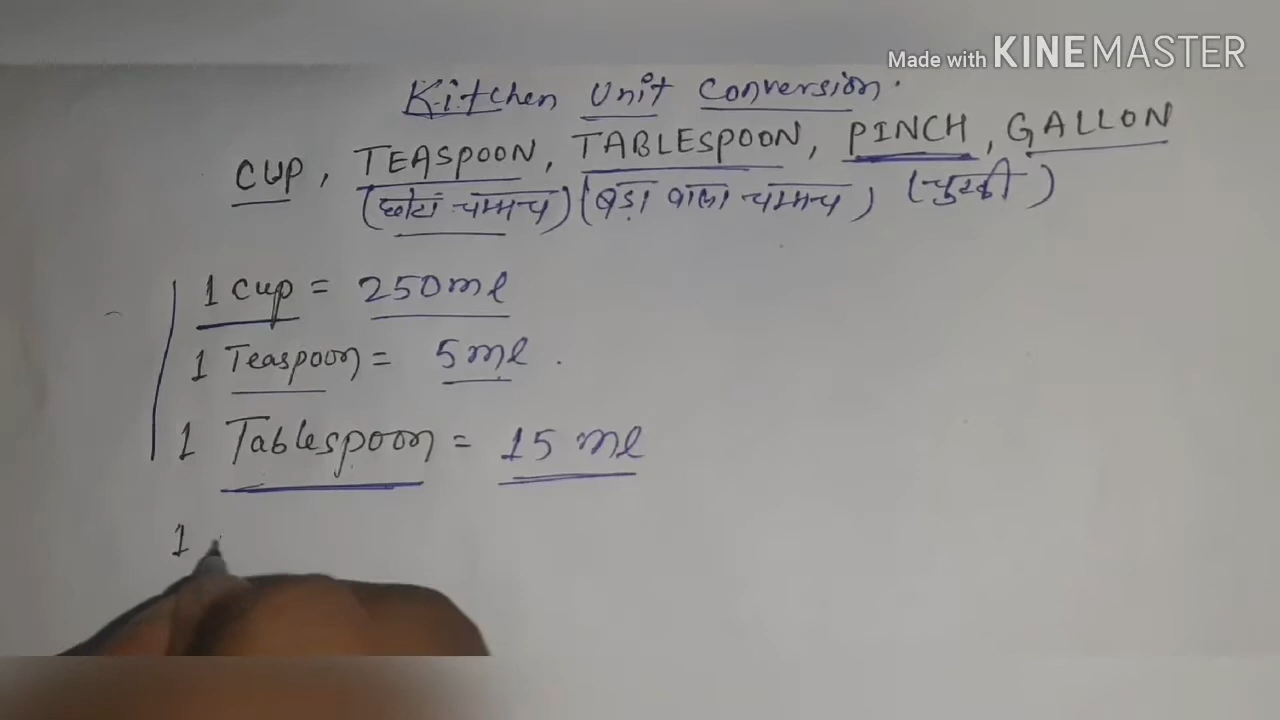 Made with KINEMASTER
Kitchen Unit Conversion.
CUP, TEASPOON, TABLESPOON, PINCH, GALLON
(छोटा चम्मच) (बड़ा वाला चम्मच) (चुटकी)
1 Cup = 250ml
1 Teaspoon = 5ml.
1 Tablespoon = 15 ml
1